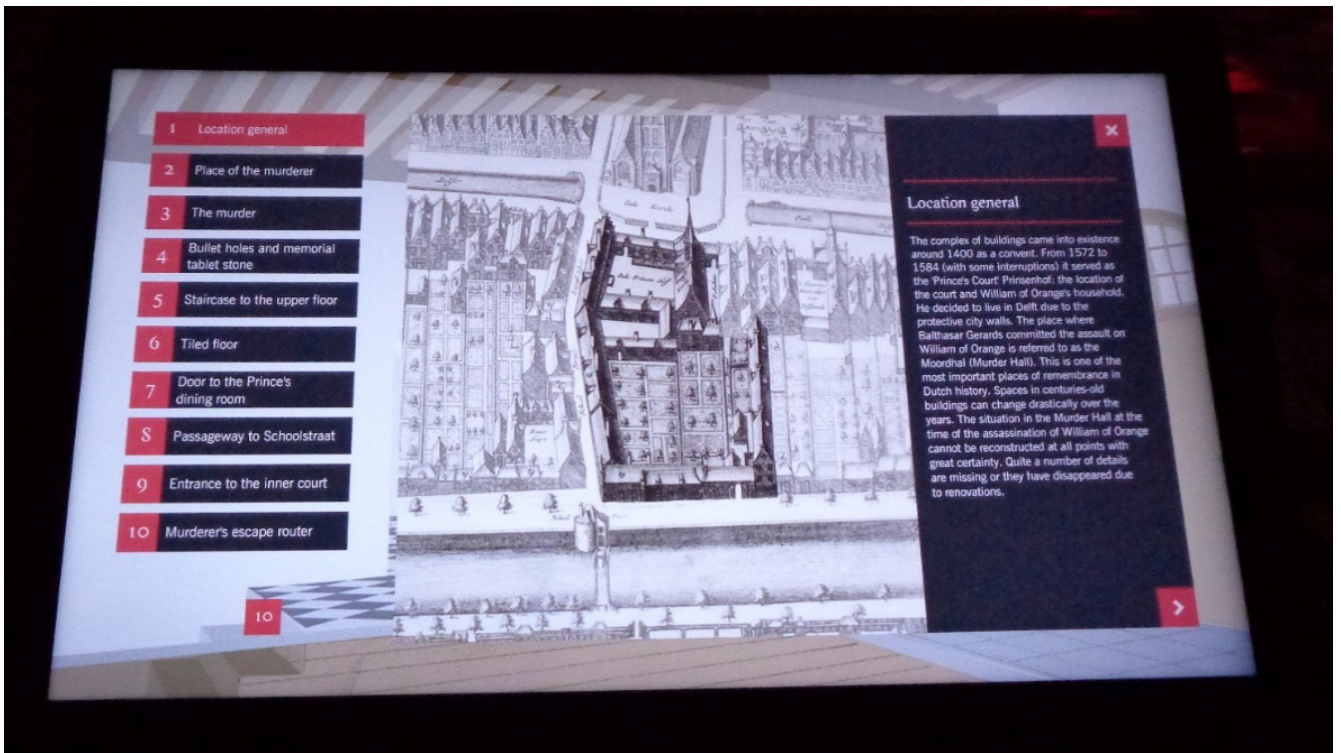 1 Location general
2 Place of the murderer
3 The murder
4 Bullet holes and memorial
tablet stone
5 Staircase to the upper floor
6 Tiled floor
7 Door to the Prince's
dining room
8 Passageway to Schoolstraat
9 Entrance to the inner court
10 Murderer's escape router
10
Location general
The complex of buildings came into existence
around 1400 as a convent. From 1572 to
1584 (with some interruptions) it served as
the 'Prince's Court' Prinsenhof: the location of
the court and William of Orange's household.
He decided to live in Delft due to the
protective city walls. The place where
Balthasar Gerards committed the assault on
William of Orange is referred to as the
Moordhal (Murder Hall). This is one of the
most important places of remembrance in
Dutch history. Spaces in centuries-old
buildings can change drastically over the
years. The situation in the Murder Hall at the
time of the assassination of William of Orange
cannot be reconstructed at all points with
great certainty. Quite a number of details
are missing or they have disappeared due
to renovations.